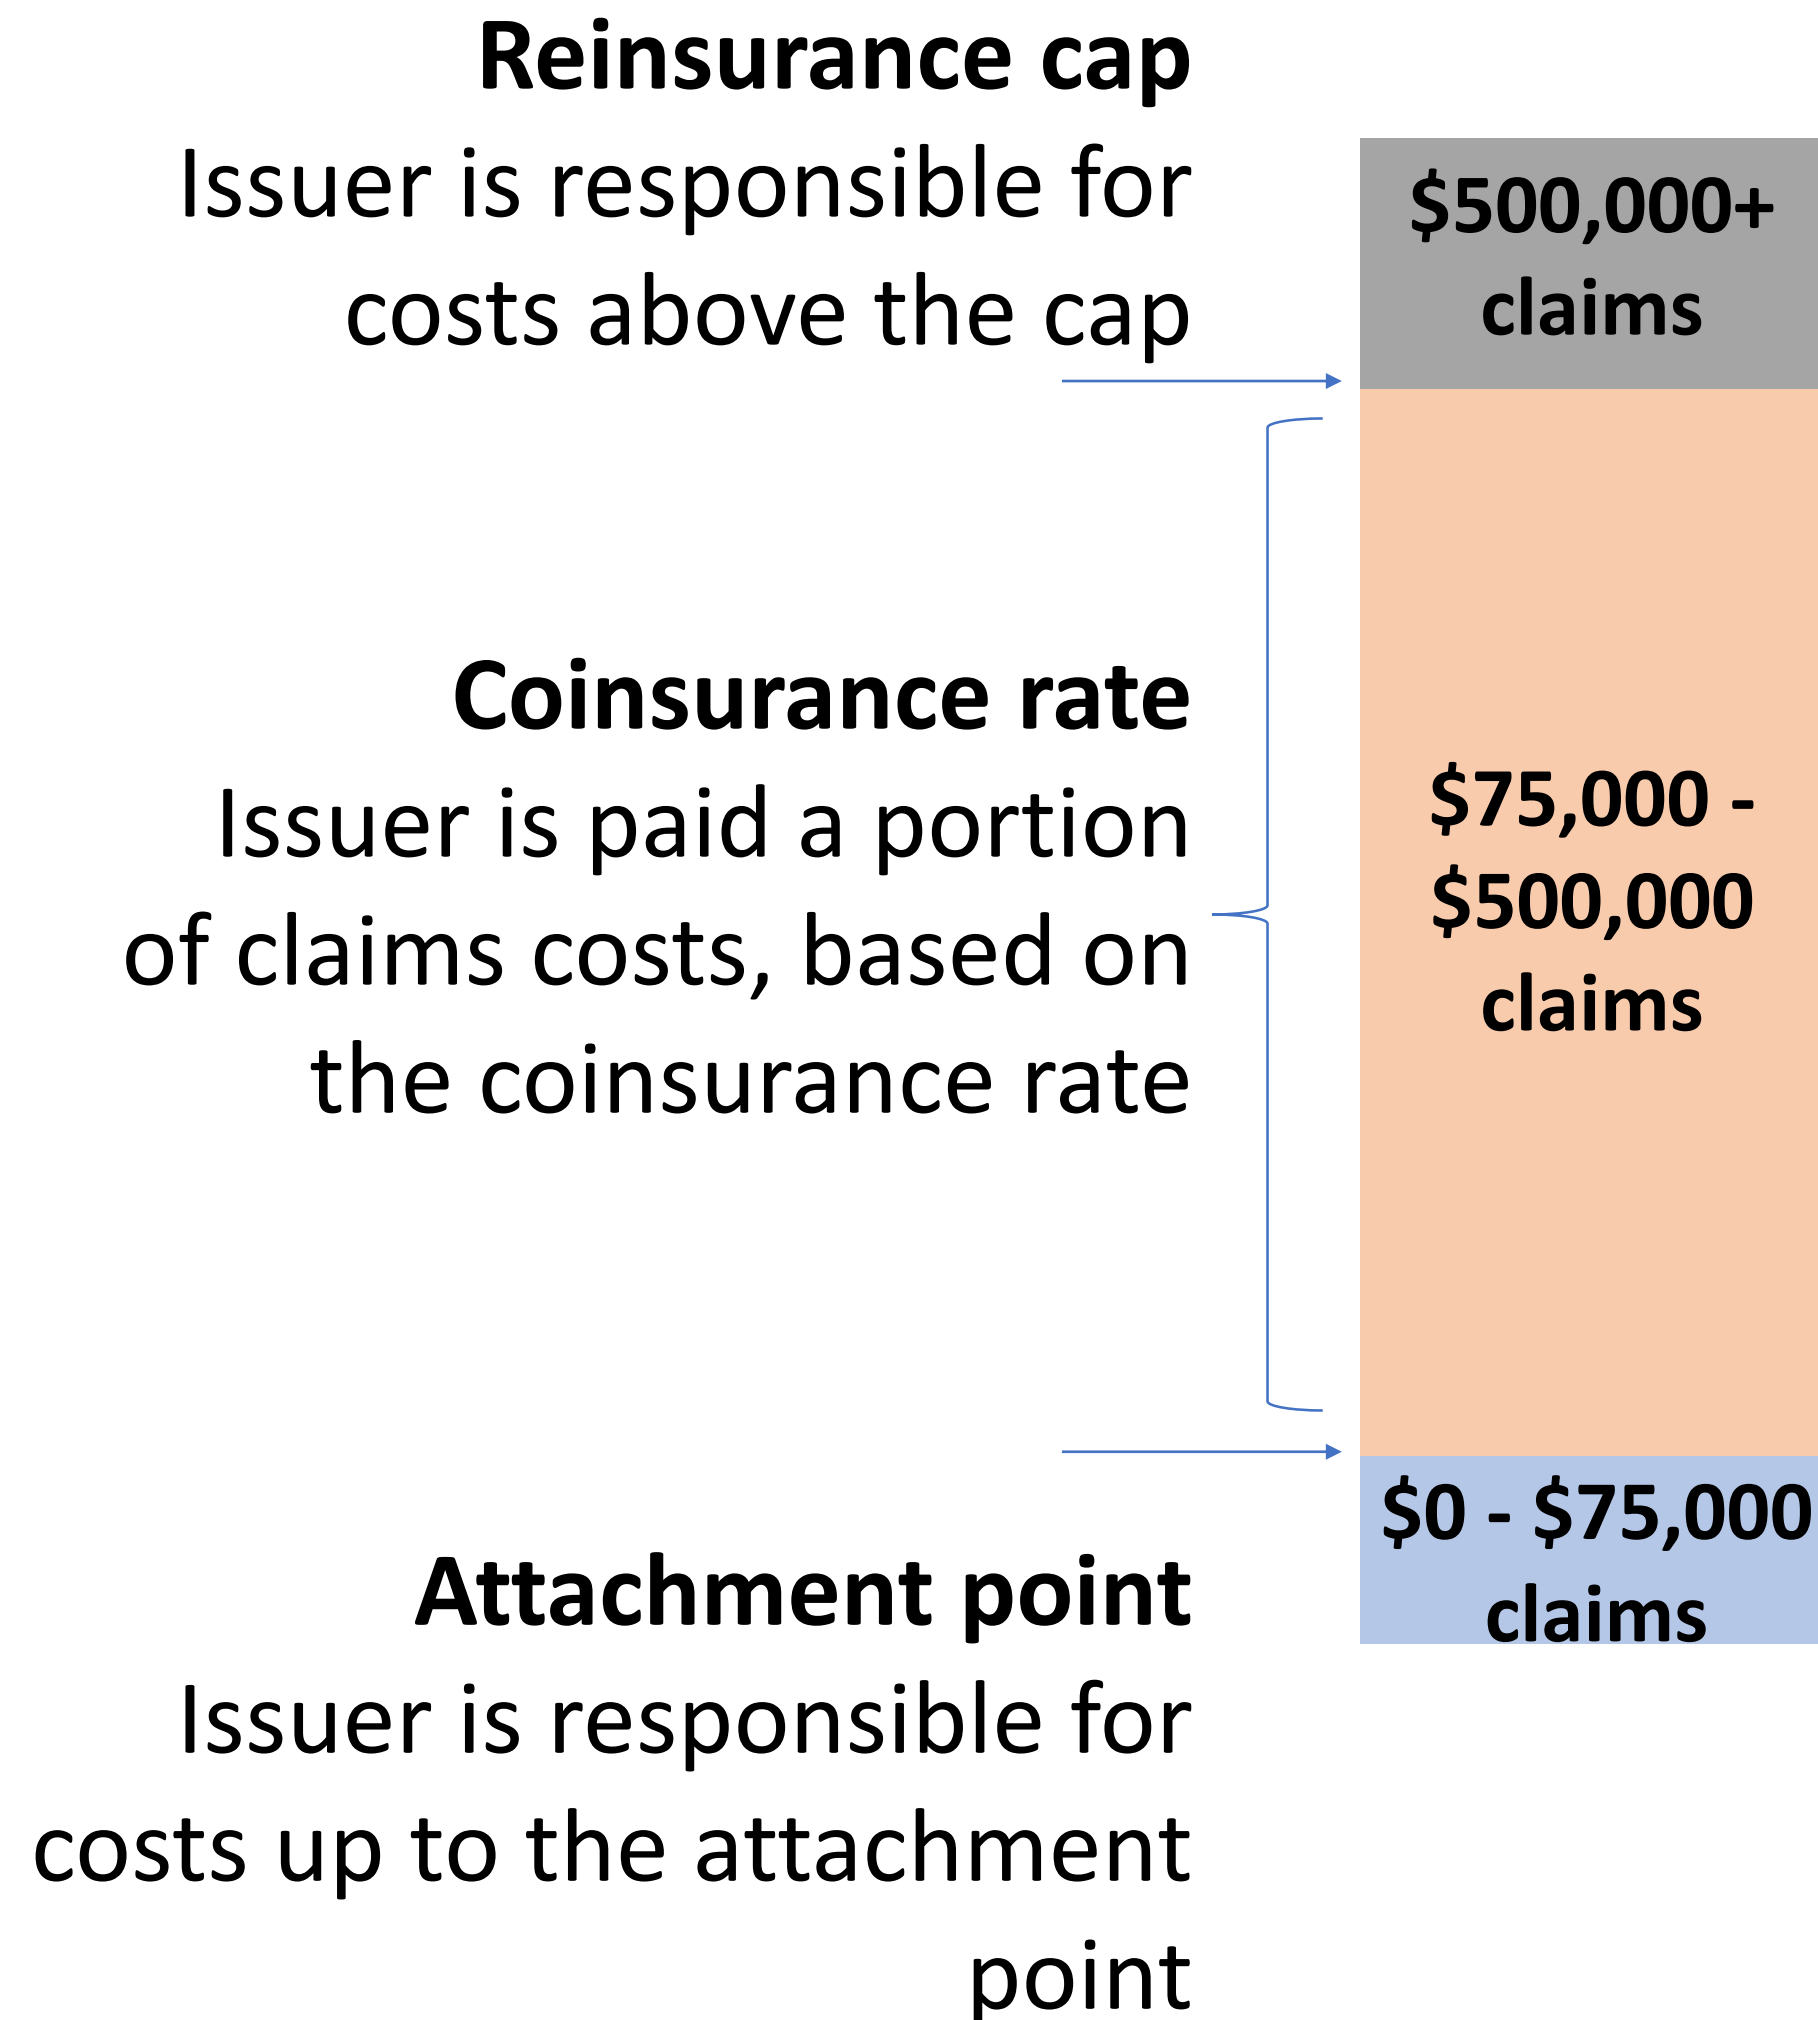 Reinsurance cap
Issuer is responsible for
costs above the cap
$500,000+
claims
Coinsurance rate
Issuer is paid a portion
of claims costs, based on
the coinsurance rate
$75,000 -
$500,000
claims
$0 - $75,000
claims
Attachment point
Issuer is responsible for
costs up to the attachment
point